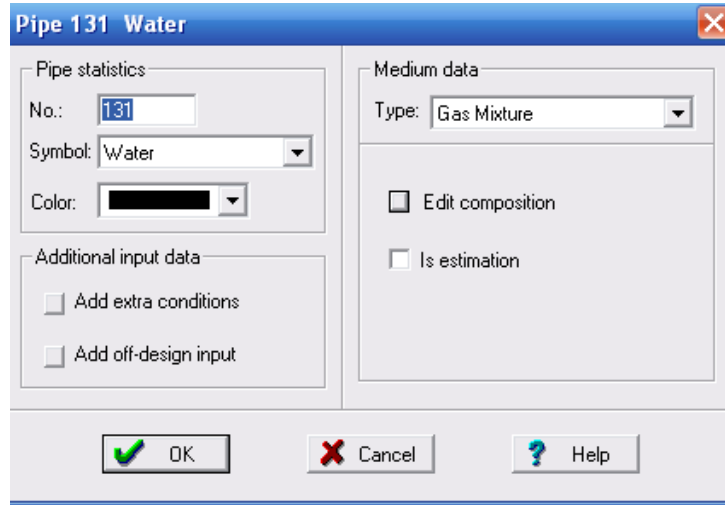 Pipe 131 Water
Pipe statistics
No.: 131
Symbol: Water
Color:
Additional input data
Add extra conditions
Add off-design input
Medium data
Type: Gas Mixture
Edit composition
Is estimation
OK
Cancel
? Help